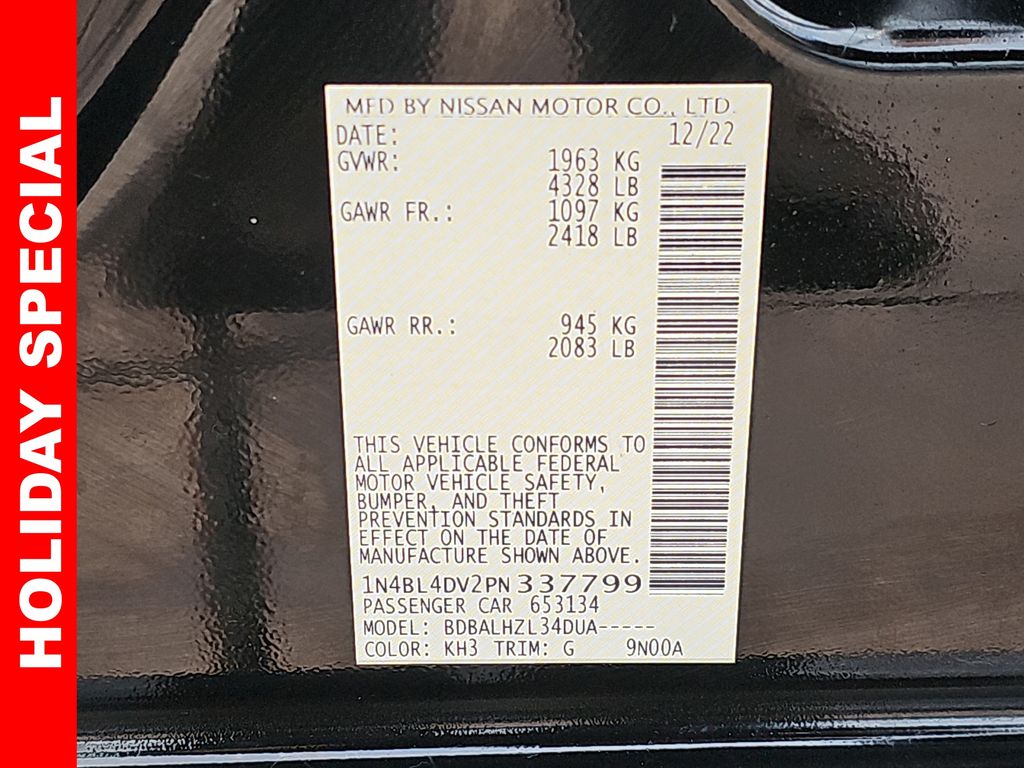 HOLIDAY SPECIAL
MFD BY NISSAN MOTOR CO., LTD.
DATE: 12/22
GVWR: 1963 KG
4328 LB
GAWR FR.: 1097 KG
2418 LB
GAWR RR.: 945 KG
2083 LB
THIS VEHICLE CONFORMS TO
ALL APPLICABLE FEDERAL
MOTOR VEHICLE SAFETY,
BUMPER, AND THEFT
PREVENTION STANDARDS IN
EFFECT ON THE DATE OF
MANUFACTURE SHOWN ABOVE.
1N4BL4DV2PN337799
PASSENGER CAR 653134
MODEL: BDBALHZL34DUA-----
COLOR: KH3 TRIM: G 9N00A